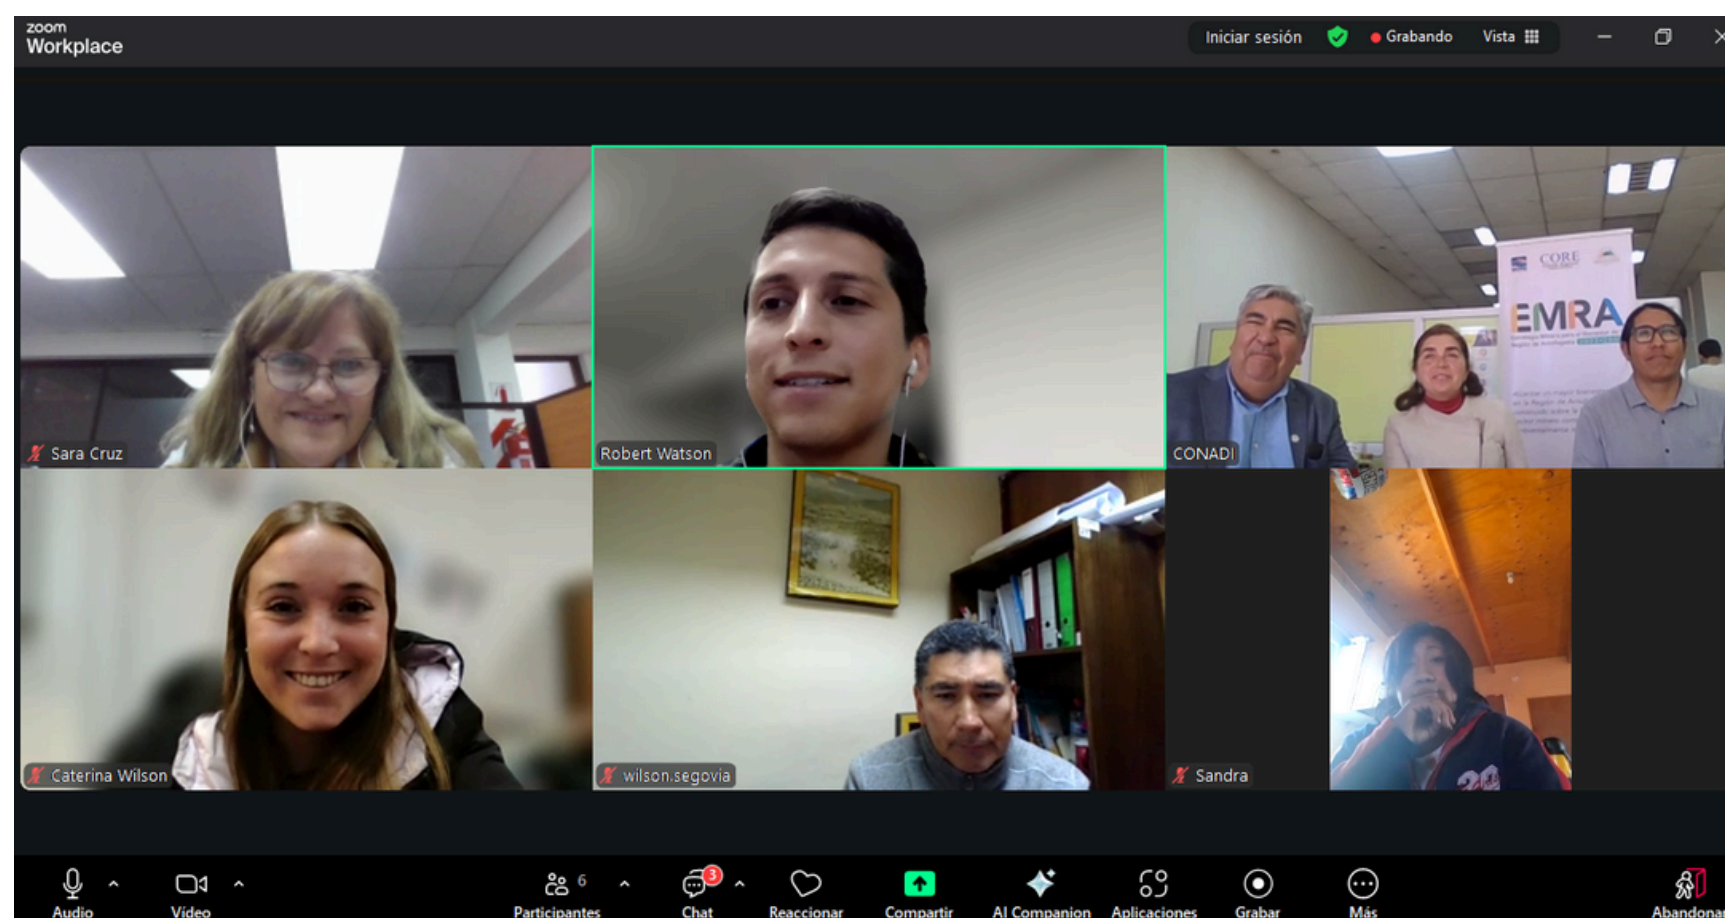 zoom
Workplace
Iniciar sesión
Grabando
Vista
CORE
EMRA
Sara Cruz
Robert Watson
CONADI
Caterina Wilson
wilson.segovia
Sandra
Audio
Vídeo
6
Participantes
3
Chat
Reaccionar
Compartir
AI Companion
Aplicaciones
Grabar
Más
Abandonar